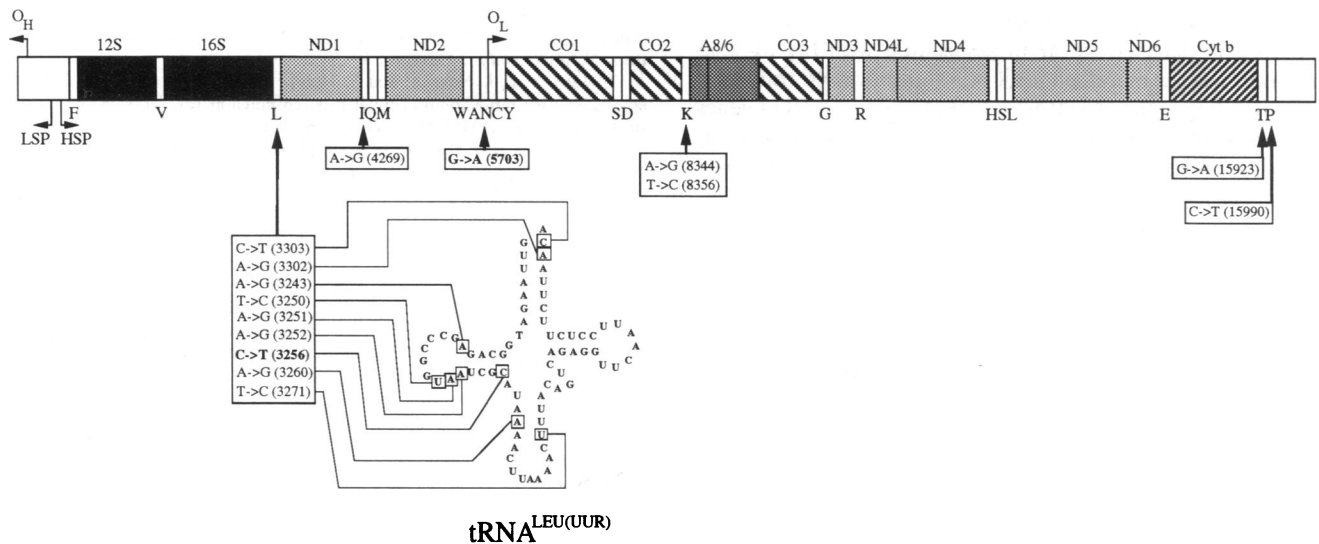 O_H
O_L
12S 16S ND1 ND2 CO1 CO2 A8/6 CO3 ND3 ND4L ND4 ND5 ND6 Cyt b
F V L IQM WANCY SD K G R HSL E TP
LSP HSP
A->G (4269)
G->A (5703)
A->G (8344)
T->C (8356)
G->A (15923)
C->T (15990)
C->T (3303)
A->G (3302)
A->G (3243)
T->C (3250)
A->G (3251)
A->G (3252)
C->T (3256)
A->G (3260)
T->C (3271)
A
C
A
A
U
U
C
U
C
U
G
U
U
A
A
G
A
T
G
G C A G
A
G C C C G G
U A A
U C G C
A
U
A
A
A
A
C
U
U A A
A
A
C
U
U
U
A
U C U C C U U A A C U U G G A G A
C U G A C
tRNA^LEU(UUR)